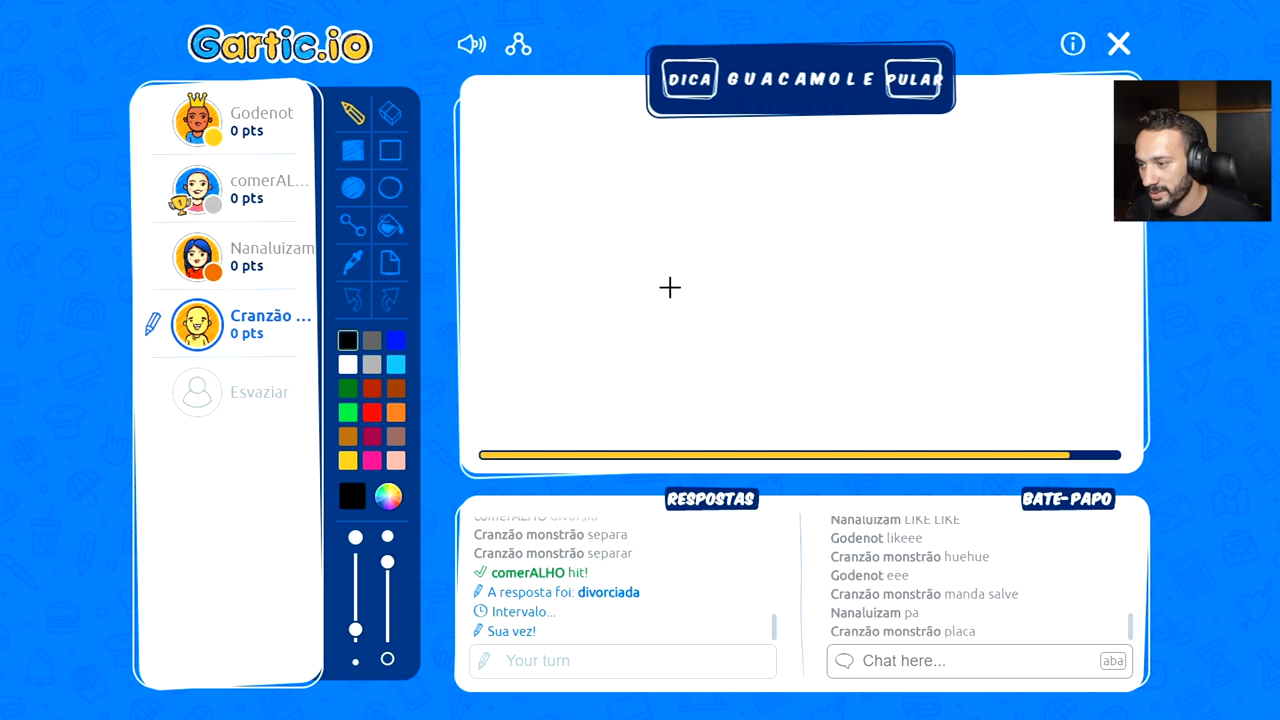 Gartic.io
DICA
GUACAMOLE
PULAR
Godenot
0 pts
comerAL...
0 pts
1
Nanaluizam
0 pts
Cranzão ...
0 pts
Esvaziar
RESPOSTAS
comerALHO divorsio
Cranzão monstrão separa
Cranzão monstrão separar
comerALHO hit!
A resposta foi: divorciada
Intervalo...
Sua vez!
Your turn
BATE-PAPO
Nanaluizam LIKE LIKE
Godenot likeee
Cranzão monstrão huehue
Godenot eee
Cranzão monstrão manda salve
Nanaluizam pa
Cranzão monstrão placa
Chat here...
aba